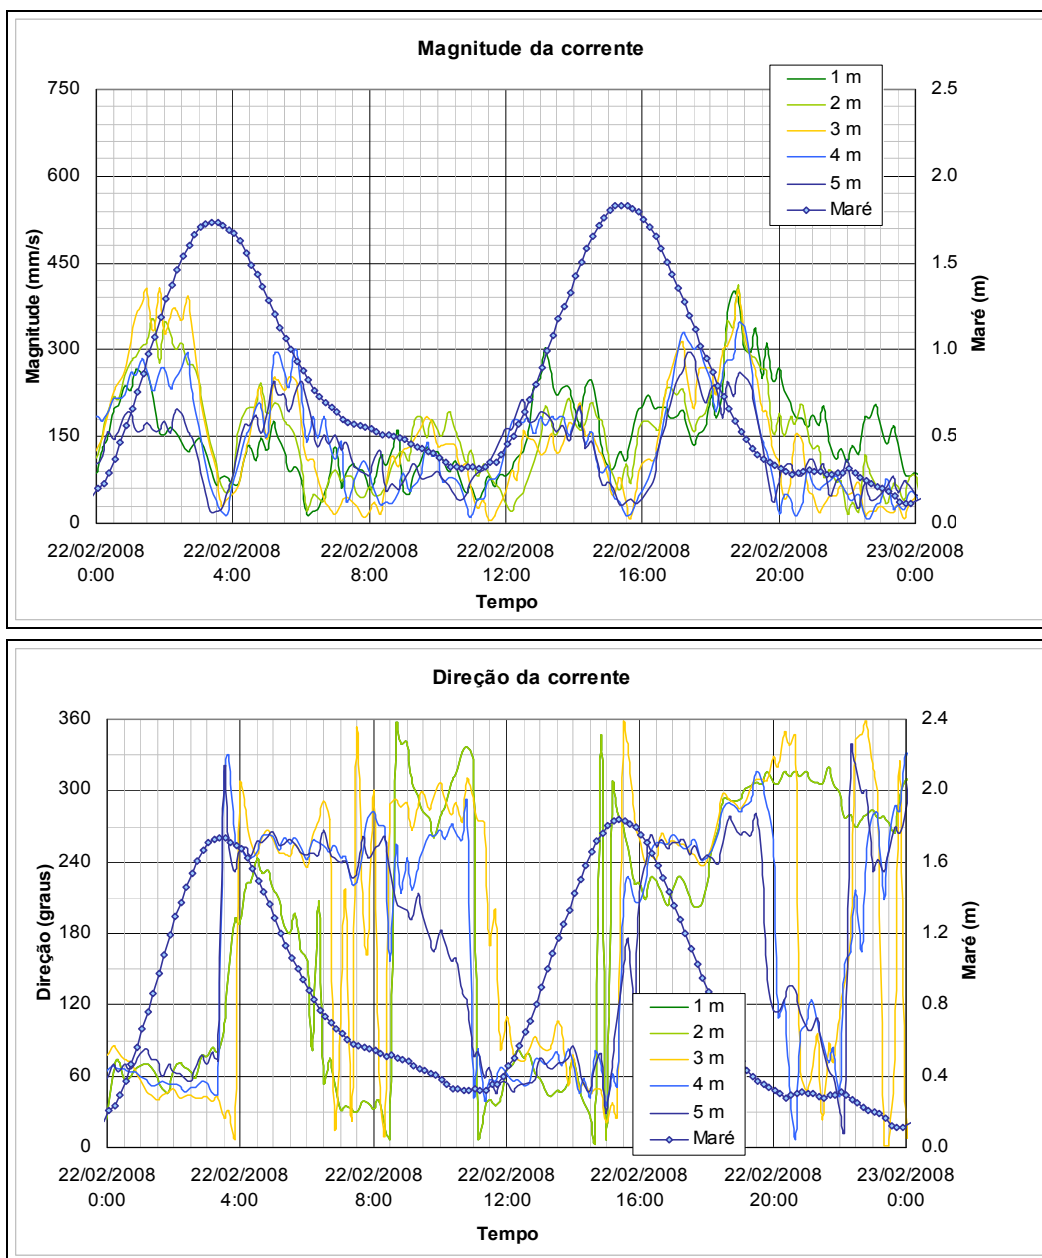 Magnitude da corrente
750
600
450
300
150
0
Magnitude (mm/s)
2.5
2.0
1.5
1.0
0.5
0.0
Maré (m)
1 m
2 m
3 m
4 m
5 m
Maré
22/02/2008 22/02/2008 22/02/2008 22/02/2008 22/02/2008 22/02/2008 23/02/2008
0:00 4:00 8:00 12:00 16:00 20:00 0:00
Tempo
Direção da corrente
360
300
240
180
120
60
0
Direção (graus)
2.4
2.0
1.6
1.2
0.8
0.4
0.0
Maré (m)
1 m
2 m
3 m
4 m
5 m
Maré
22/02/2008 22/02/2008 22/02/2008 22/02/2008 22/02/2008 22/02/2008 23/02/2008
0:00 4:00 8:00 12:00 16:00 20:00 0:00
Tempo